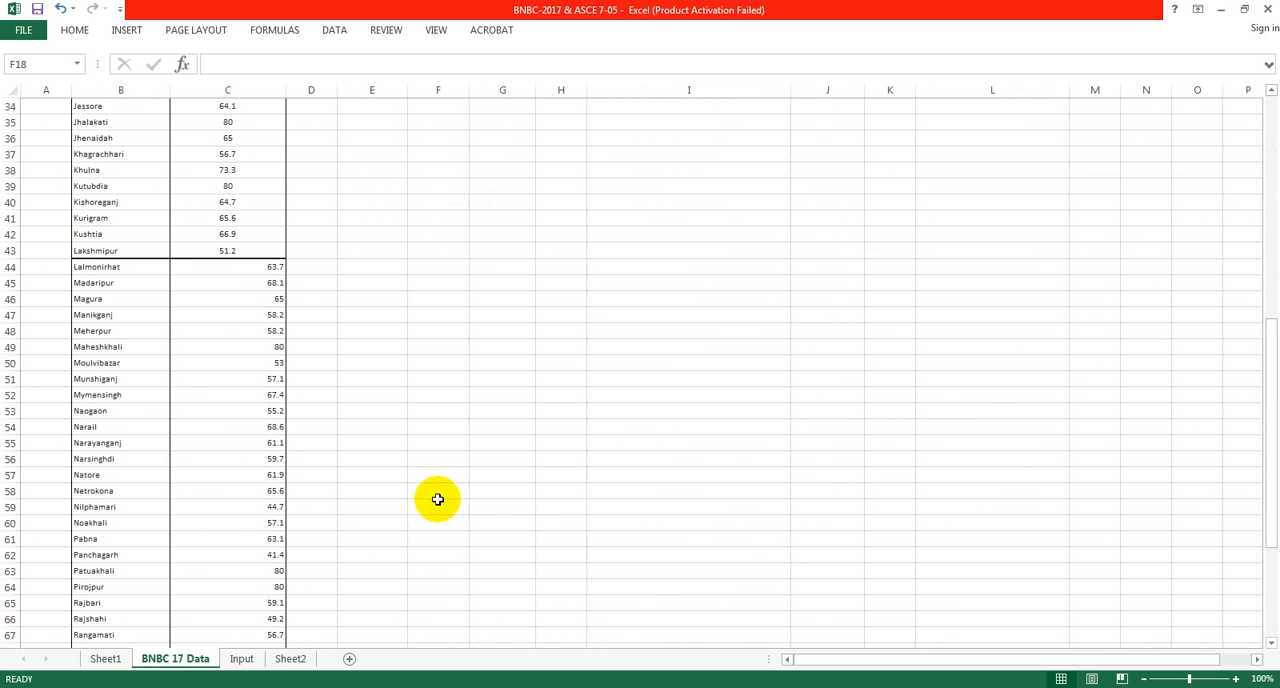 BNBC-2017 & ASCE 7-05 - Excel (Product Activation Failed)
?
FILE HOME INSERT PAGE LAYOUT FORMULAS DATA REVIEW VIEW ACROBAT Sign in
F18 fx
A B C D E F G H I J K L M N O P
34 Jessore 64.1
35 Jhalakati 80
36 Jhenaidah 65
37 Khagrachhari 56.7
38 Khulna 73.3
39 Kutubdia 80
40 Kishoreganj 64.7
41 Kurigram 65.6
42 Kushtia 66.9
43 Lakshmipur 51.2
44 Lalmonirhat 63.7
45 Madaripur 68.1
46 Magura 65
47 Manikganj 58.2
48 Meherpur 58.2
49 Maheshkhali 80
50 Moulvibazar 53
51 Munshiganj 57.1
52 Mymensingh 67.4
53 Naogaon 55.2
54 Narail 68.6
55 Narayanganj 61.1
56 Narsinghdi 59.7
57 Natore 61.9
58 Netrokona 65.6
59 Nilphamari 44.7
60 Noakhali 57.1
61 Pabna 63.1
62 Panchagarh 41.4
63 Patuakhali 80
64 Pirojpur 80
65 Rajbari 59.1
66 Rajshahi 49.2
67 Rangamati 56.7
Sheet1 BNBC 17 Data Input Sheet2
READY 100%